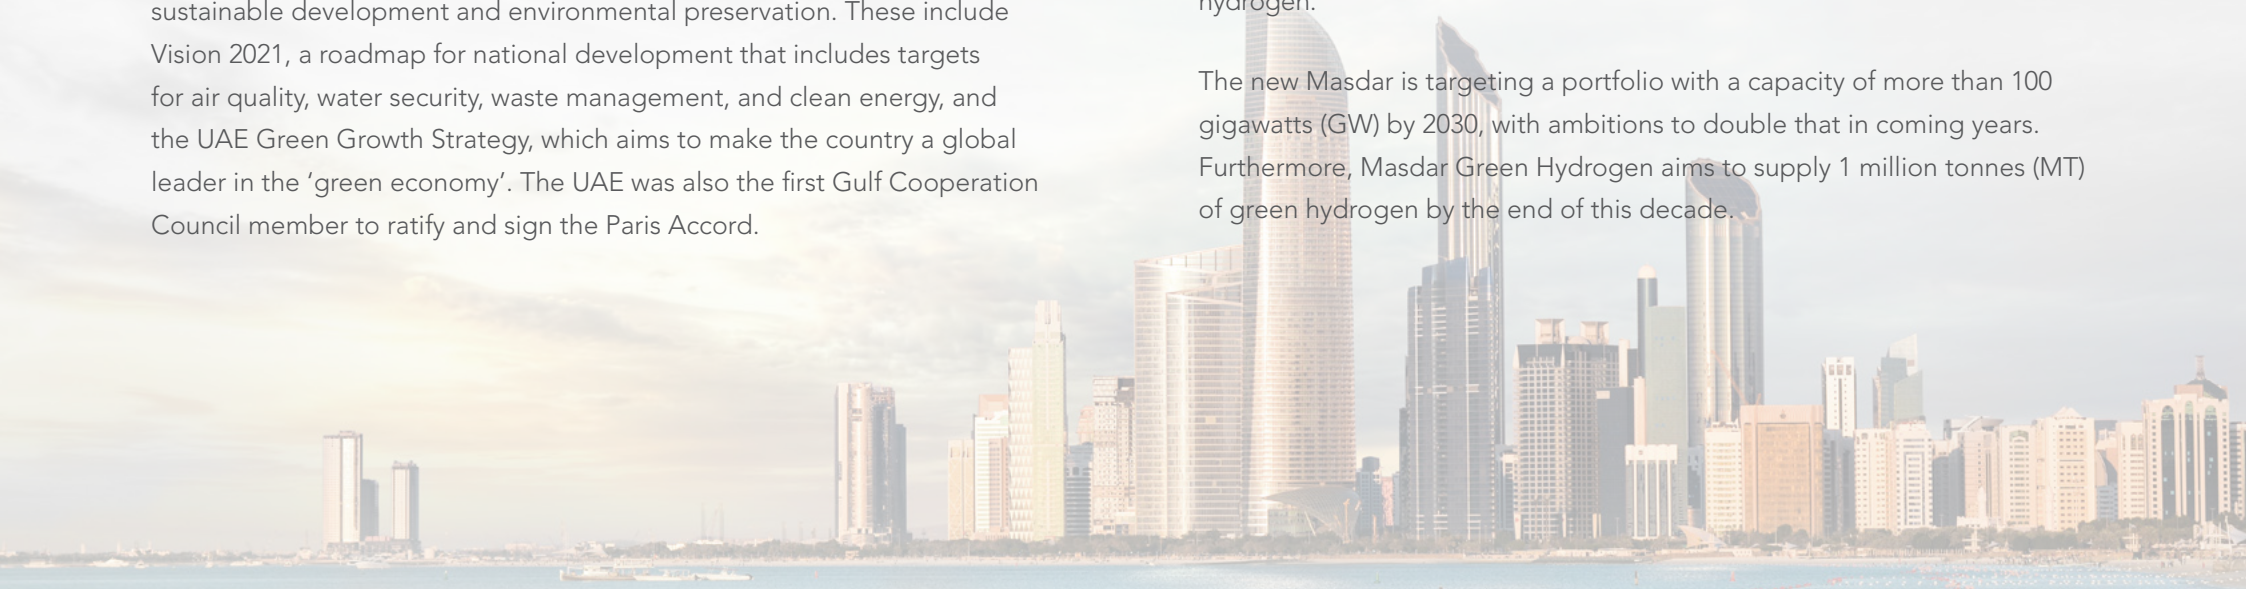 sustainable development and environmental preservation. These include
Vision 2021, a roadmap for national development that includes targets
for air quality, water security, waste management, and clean energy, and
the UAE Green Growth Strategy, which aims to make the country a global
leader in the ‘green economy’. The UAE was also the first Gulf Cooperation
Council member to ratify and sign the Paris Accord.
hydrogen.
The new Masdar is targeting a portfolio with a capacity of more than 100
gigawatts (GW) by 2030, with ambitions to double that in coming years.
Furthermore, Masdar Green Hydrogen aims to supply 1 million tonnes (MT)
of green hydrogen by the end of this decade.